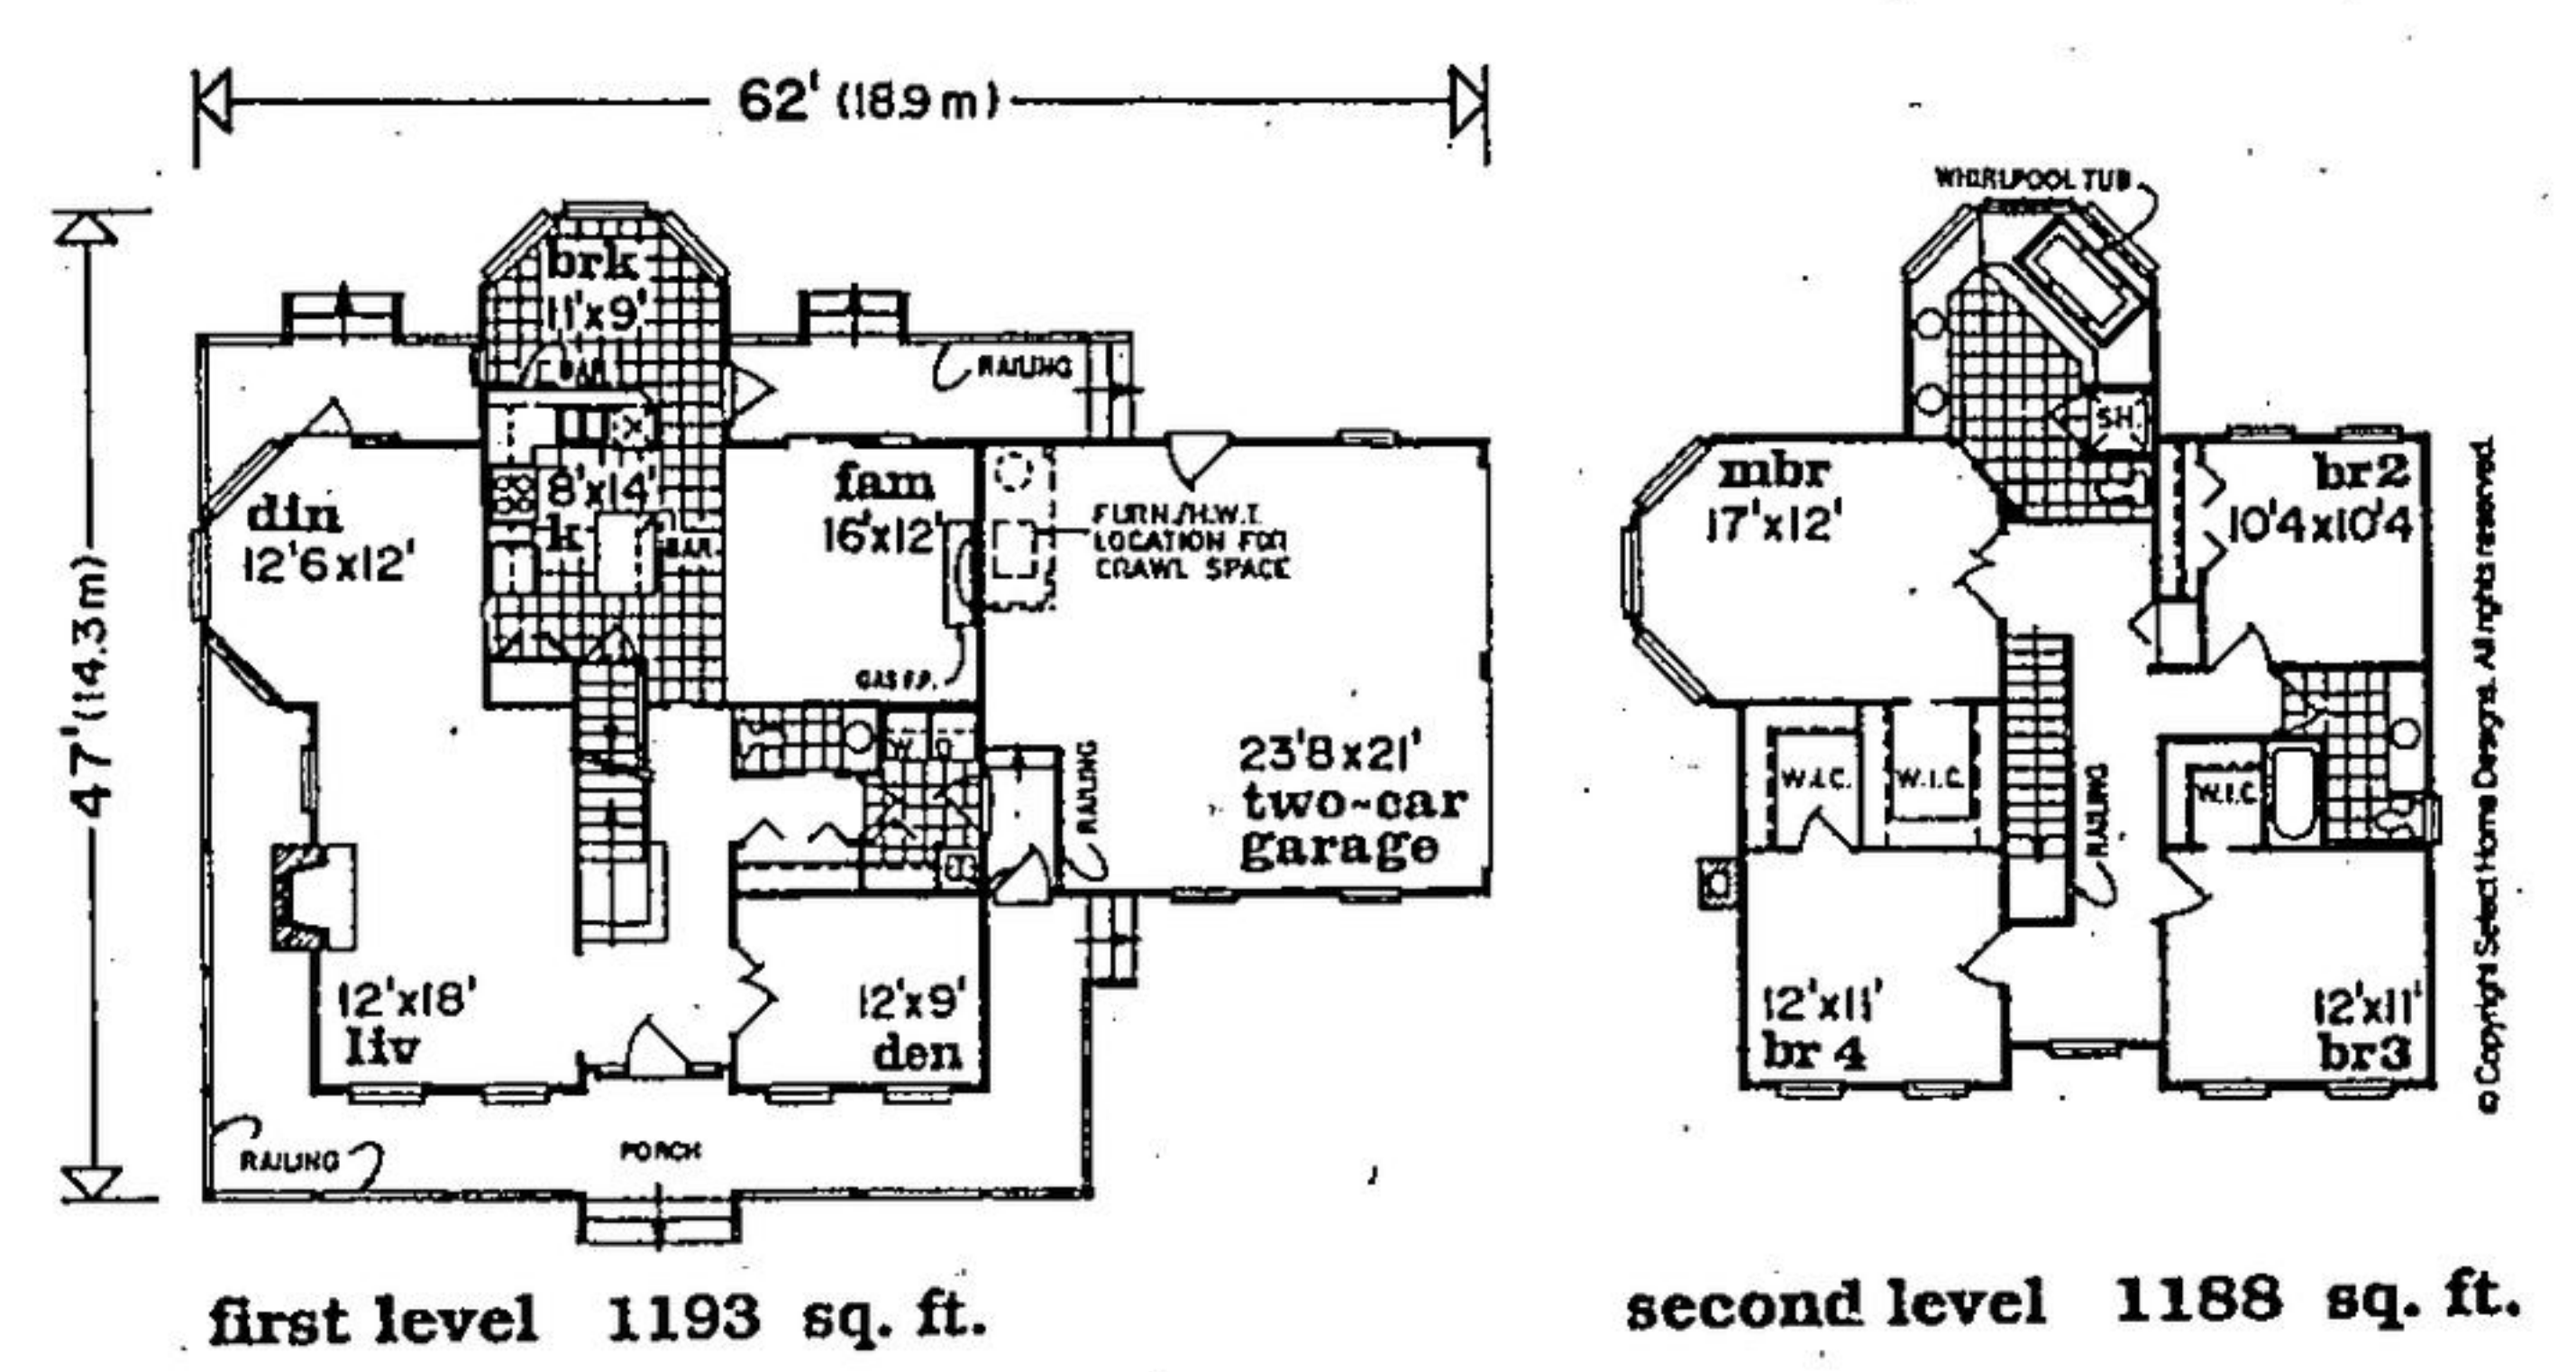 62' (18.9 m)
47' (14.3m)
brk
11'x9'
BAR
RAILING
din
12'6x12'
8'x14'
k
BAR
fam
16'x12'
GAS F.P.
FURN./H.W.T.
LOCATION FOR
CRAWL SPACE
W
D
RAILING
23'8x21'
two-car
garage
12'x18'
liv
12'x9'
den
RAILING
PORCH
first level 1193 sq. ft.
WHIRLPOOL TUB
SH.
mbr
17'x12'
br2
10'4x10'4
W.I.C.
W.I.C.
W.I.C.
RAILING
12'x11'
br 4
12'x11'
br3
second level 1188 sq. ft.
© Copyright Select Home Designs. All rights reserved.